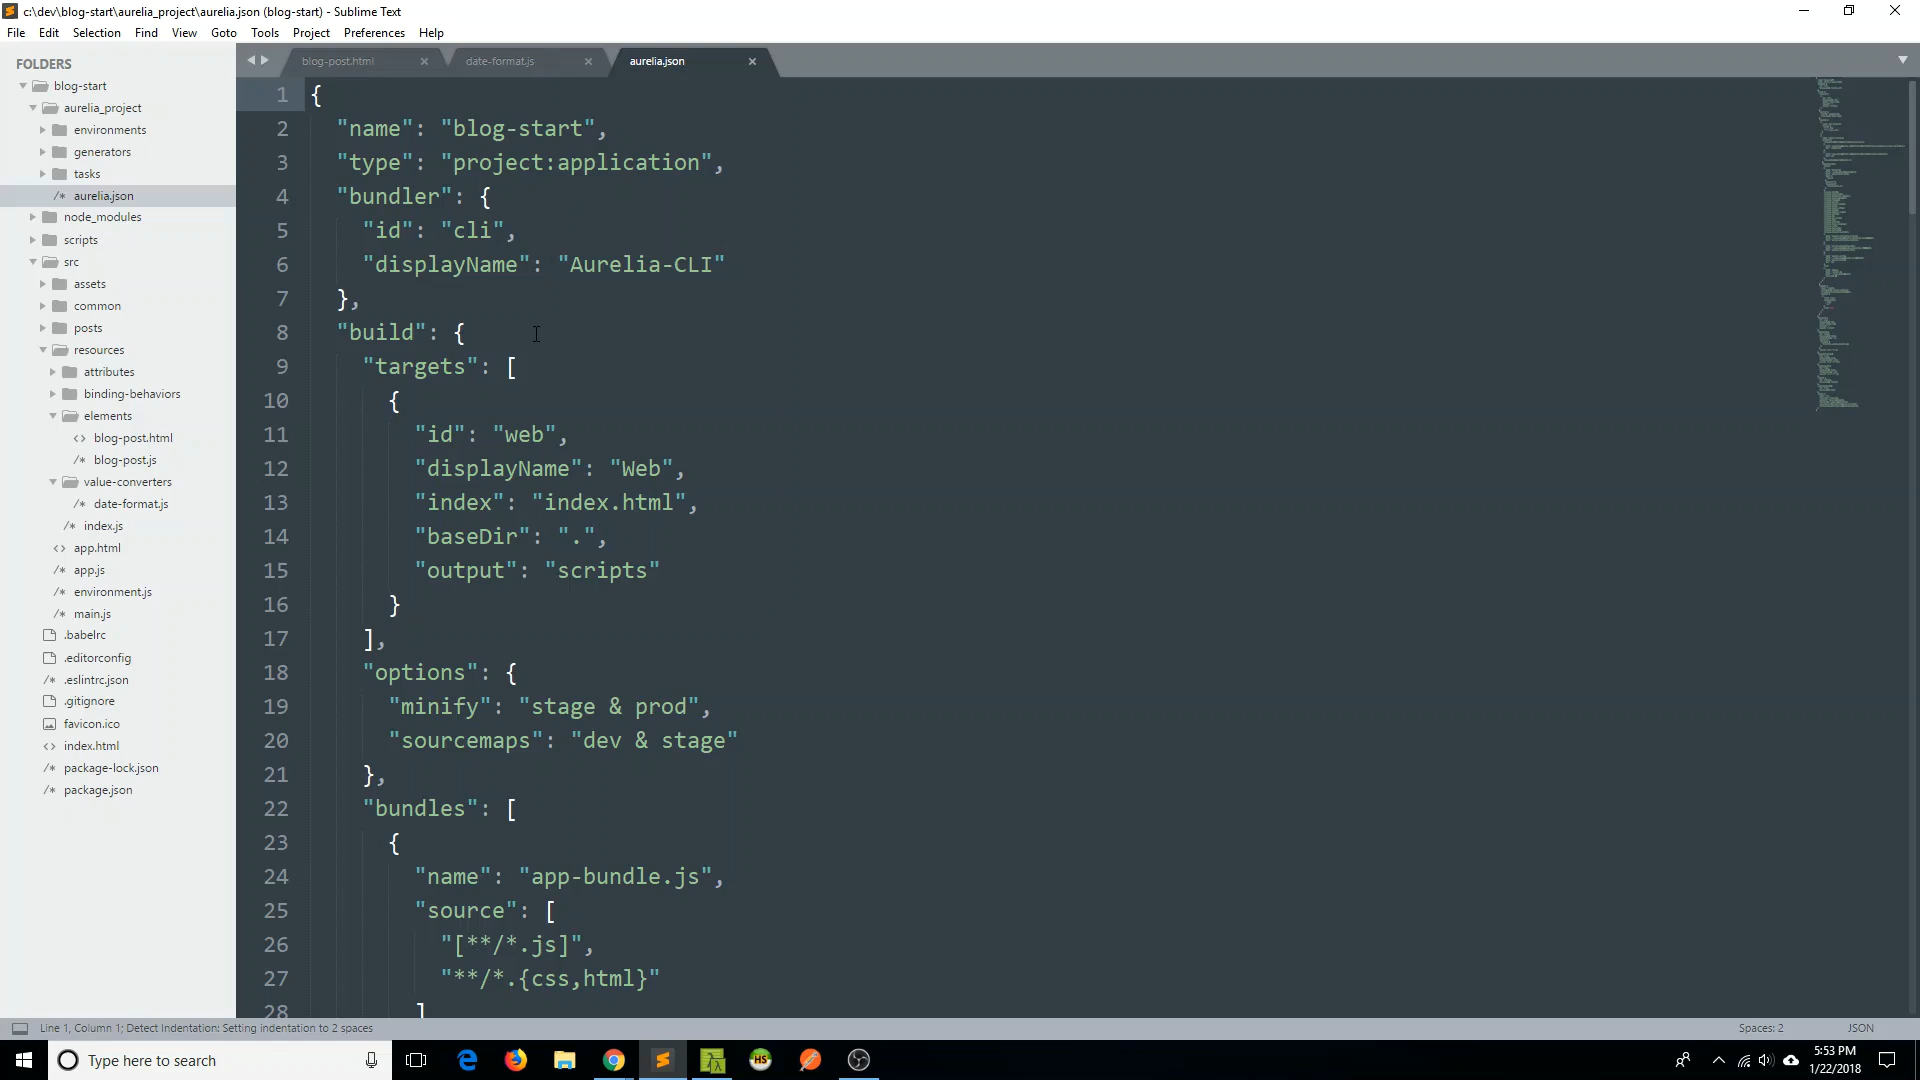 c:\dev\blog-start\aurelia_project\aurelia.json (blog-start) - Sublime Text
File Edit Selection Find View Goto Tools Project Preferences Help
FOLDERS
blog-start
aurelia_project
environments
generators
tasks
/* aurelia.json
node_modules
scripts
src
assets
common
posts
resources
attributes
binding-behaviors
elements
<> blog-post.html
/* blog-post.js
value-converters
/* date-format.js
/* index.js
<> app.html
/* app.js
/* environment.js
/* main.js
.babelrc
.editorconfig
/* .eslintrc.json
.gitignore
favicon.ico
<> index.html
/* package-lock.json
/* package.json
blog-post.html × date-format.js × aurelia.json ×
1 {
2 "name": "blog-start",
3 "type": "project:application",
4 "bundler": {
5 "id": "cli",
6 "displayName": "Aurelia-CLI"
7 },
8 "build": {
9 "targets": [
10 {
11 "id": "web",
12 "displayName": "Web",
13 "index": "index.html",
14 "baseDir": ".",
15 "output": "scripts"
16 }
17 ],
18 "options": {
19 "minify": "stage & prod",
20 "sourcemaps": "dev & stage"
21 },
22 "bundles": [
23 {
24 "name": "app-bundle.js",
25 "source": [
26 "[**/*.js]",
27 "**/*.{css,html}"
28 ]
Line 1, Column 1; Detect Indentation: Setting indentation to 2 spaces
Spaces: 2
JSON
Type here to search
HS
5:53 PM
1/22/2018